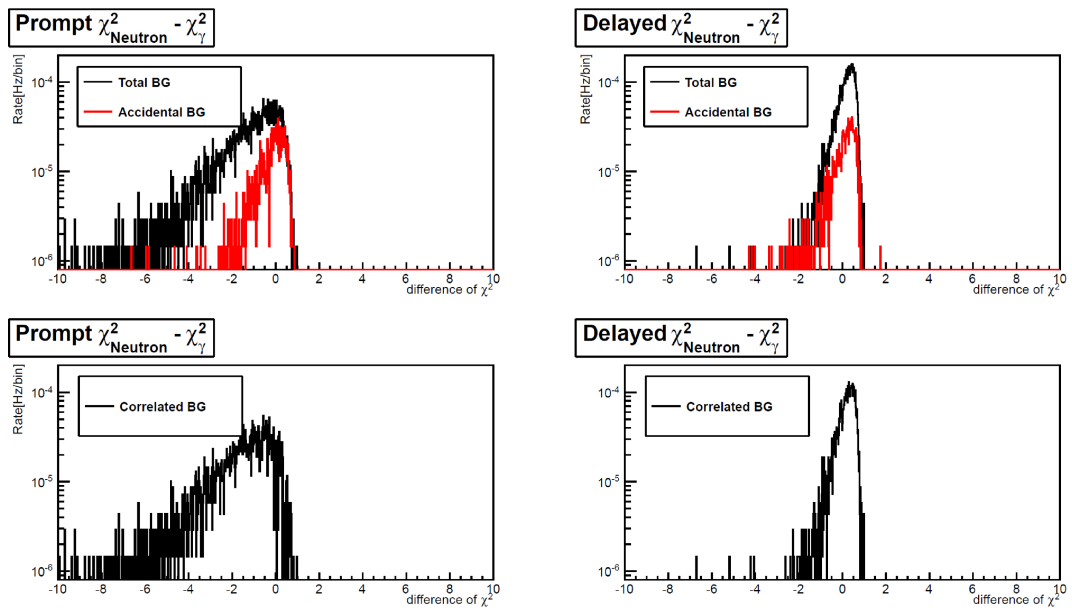 Prompt χ²Neutron - χ²γ
Rate[Hz/bin]
10⁻⁴
10⁻⁵
10⁻⁶
Total BG
Accidental BG
-10 -8 -6 -4 -2 0 2 4 6 8 10
difference of χ²
Delayed χ²Neutron - χ²γ
Rate[Hz/bin]
10⁻⁴
10⁻⁵
10⁻⁶
Total BG
Accidental BG
-10 -8 -6 -4 -2 0 2 4 6 8 10
difference of χ²
Prompt χ²Neutron - χ²γ
Rate[Hz/bin]
10⁻⁴
10⁻⁵
10⁻⁶
Correlated BG
-10 -8 -6 -4 -2 0 2 4 6 8 10
difference of χ²
Delayed χ²Neutron - χ²γ
10⁻⁴
10⁻⁵
10⁻⁶
Correlated BG
-10 -8 -6 -4 -2 0 2 4 6 8 10
difference of χ²